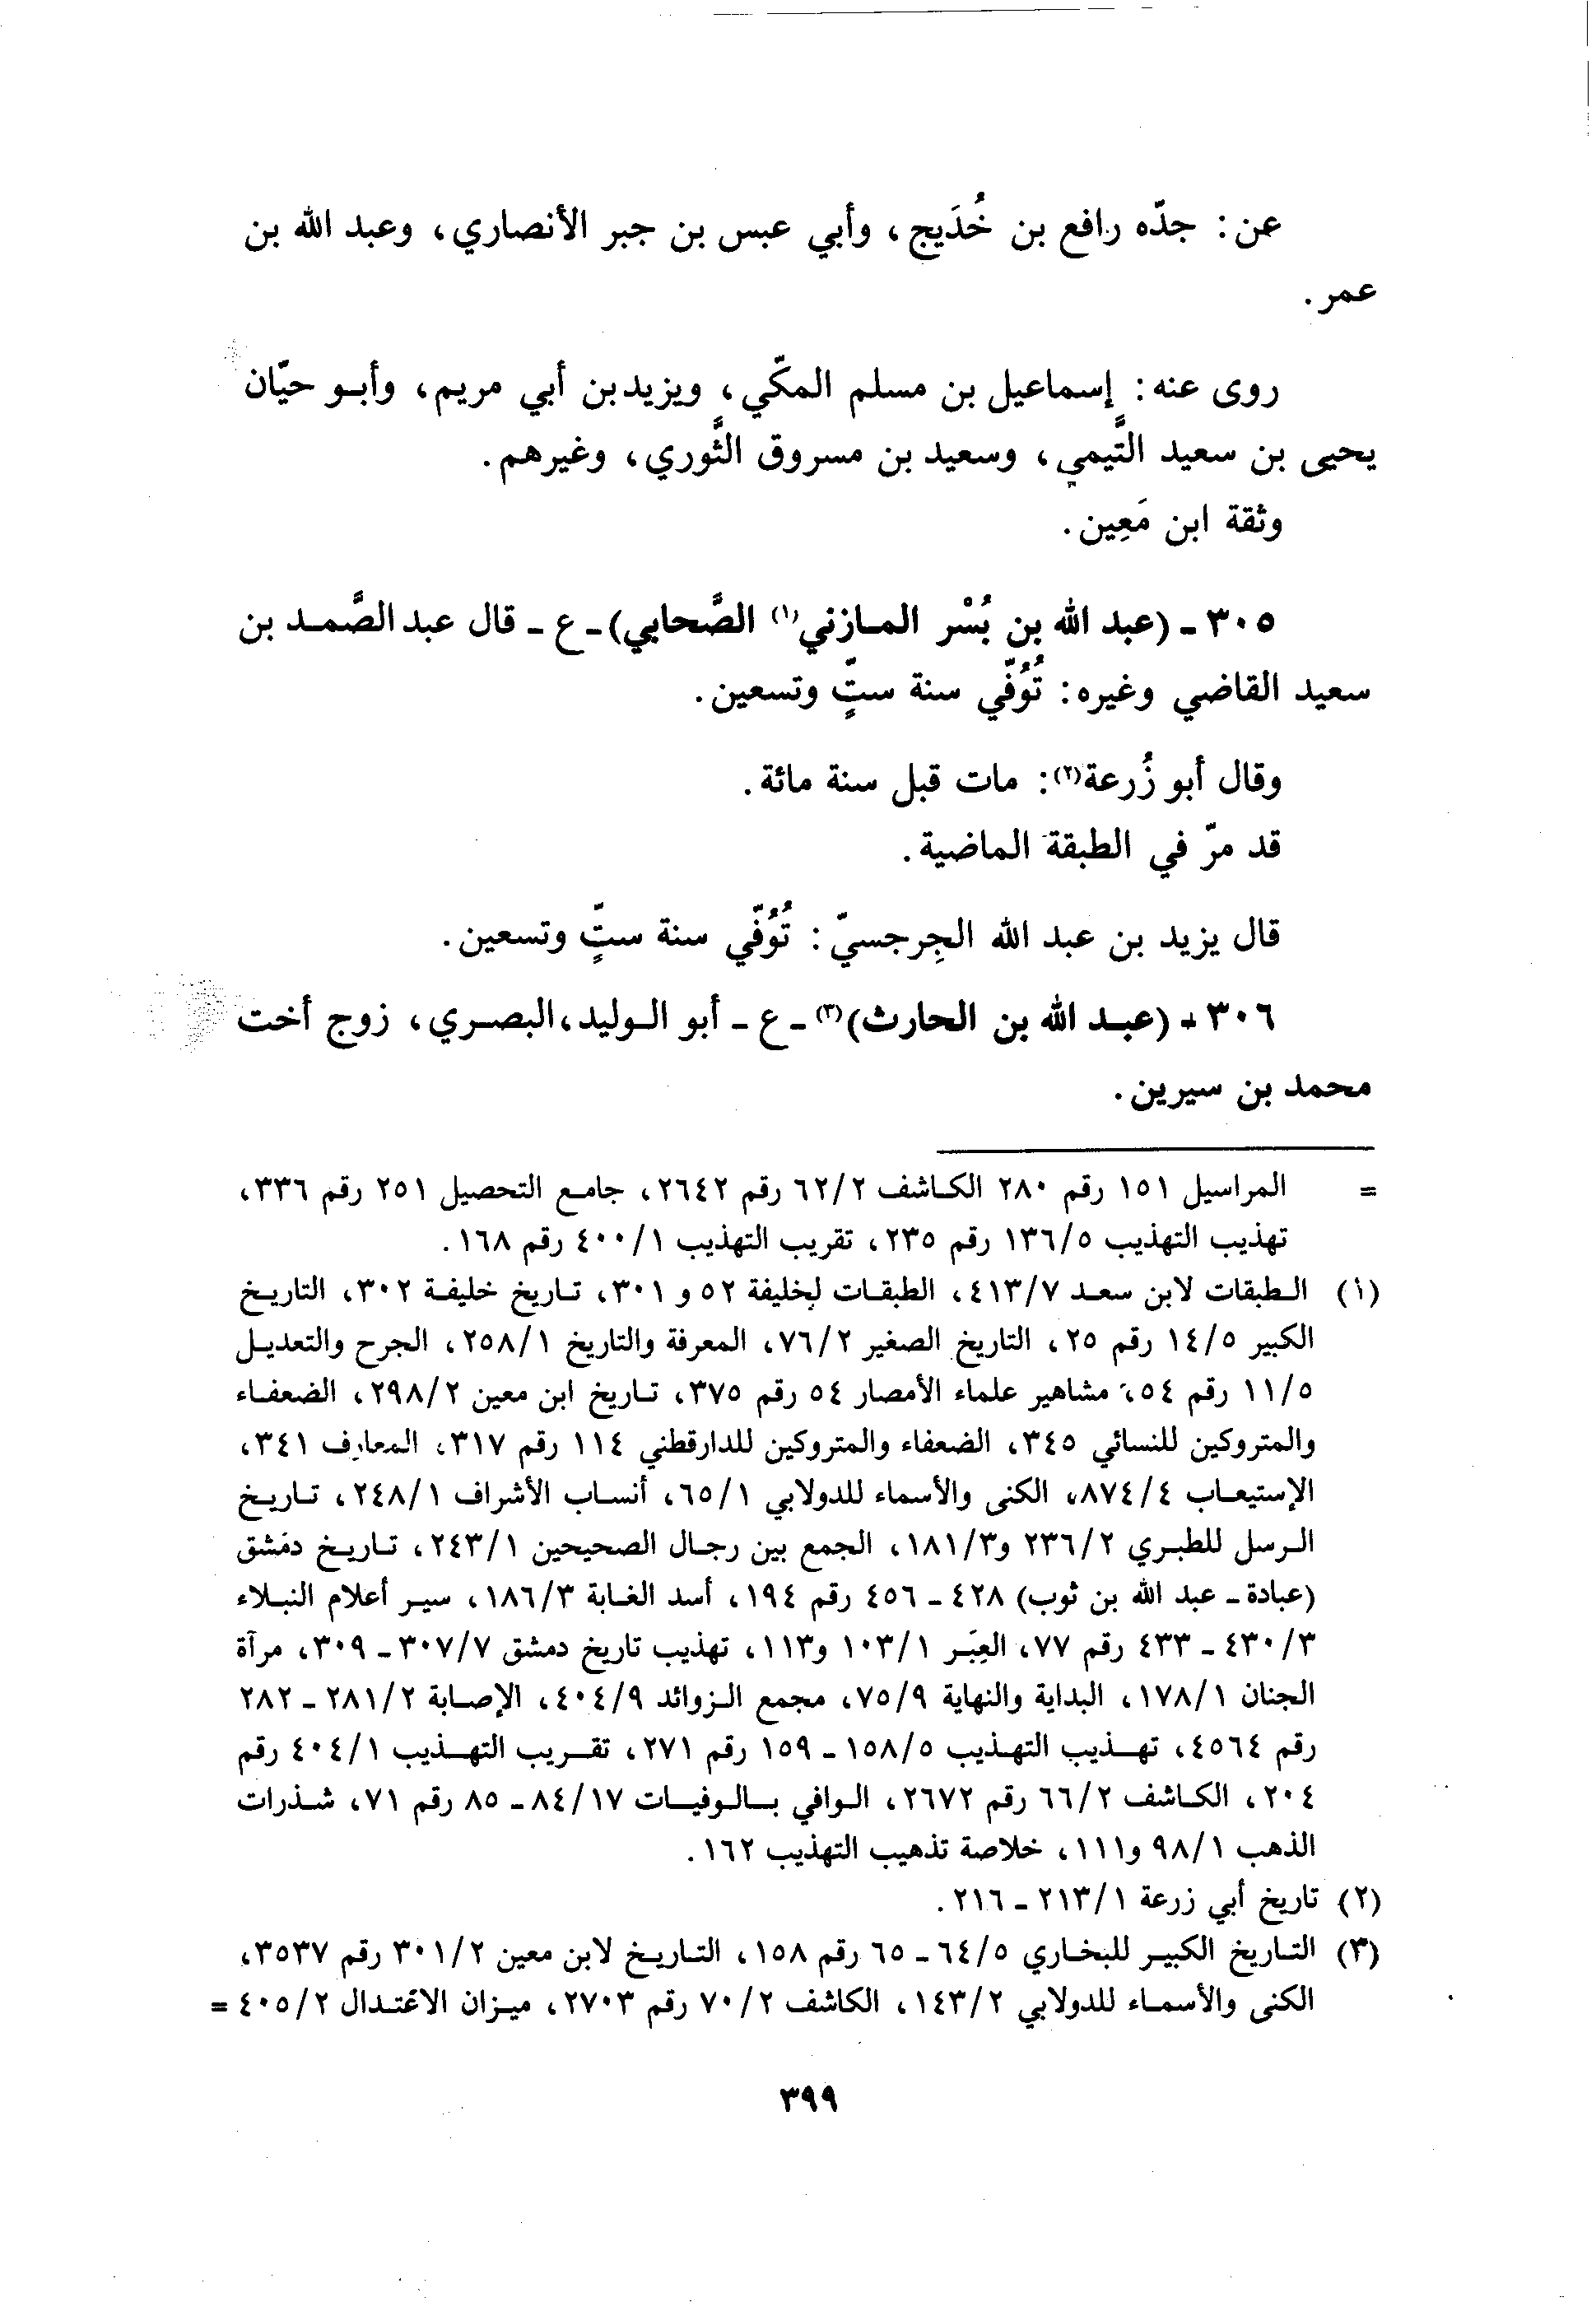 عن: جدّه رافع بن خُدَيج، وأبي عبس بن جبر الأنصاري، وعبد الله بن
عمر.
روى عنه: إسماعيل بن مسلم المكّي، ويزيد بن أبي مريم، وأبو حيّان
يحيى بن سعيد التَّيمي، وسعيد بن مسروق الثَّوري، وغيرهم.
وثقة ابن مَعِين.
٣٠٥ - (عبد الله بن بُسْر المازني(١) الصَّحابي) - ع - قال عبد الصَّمد بن
سعيد القاضي وغيره: تُوُفّي سنة ستٍّ وتسعين.
وقال أبو زُرعة(٢): مات قبل سنة مائة.
قد مرّ في الطبقة الماضية.
قال يزيد بن عبد الله الجِرجسيّ: تُوُفّي سنة ستٍّ وتسعين.
٣٠٦ - (عبد الله بن الحارث)(٣) - ع - أبو الوليد، البصري، زوج أخت
محمد بن سيرين.
= المراسيل ١٥١ رقم ٢٨٠ الكاشف ٦٢/٢ رقم ٢٦٤٢، جامع التحصيل ٢٥١ رقم ٣٣٦،
تهذيب التهذيب ١٣٦/٥ رقم ٢٣٥، تقريب التهذيب ٤٠٠/١ رقم ١٦٨.
(١) الطبقات لابن سعد ٤١٣/٧، الطبقات لخليفة ٥٢ و ٣٠١، تاريخ خليفة ٣٠٢، التاريخ
الكبير ١٤/٥ رقم ٢٥، التاريخ الصغير ٧٦/٢، المعرفة والتاريخ ٢٥٨/١، الجرح والتعديل
١١/٥ رقم ٥٤، مشاهير علماء الأمصار ٥٤ رقم ٣٧٥، تاريخ ابن معين ٢٩٨/٢، الضعفاء
والمتروكين للنسائي ٣٤٥، الضعفاء والمتروكين للدارقطني ١١٤ رقم ٣١٧، المعارف ٣٤١،
الإستيعاب ٨٧٤/٤، الكنى والأسماء للدولابي ٦٥/١، أنساب الأشراف ٢٤٨/١، تاريخ
الرسل للطبري ٢٣٦/٢ و١٨١/٣، الجمع بين رجال الصحيحين ٢٤٣/١، تاريخ دمشق
(عبادة - عبد الله بن ثوب) ٤٢٨ - ٤٥٦ رقم ١٩٤، أسد الغابة ١٨٦/٣، سير أعلام النبلاء
٤٣٠/٣ - ٤٣٣ رقم ٧٧، العِبَر ١٠٣/١ و١١٣، تهذيب تاريخ دمشق ٣٠٧/٧ - ٣٠٩، مرآة
الجنان ١٧٨/١، البداية والنهاية ٧٥/٩، مجمع الزوائد ٤٠٤/٩، الإصابة ٢٨١/٢ - ٢٨٢
رقم ٤٥٦٤، تهذيب التهذيب ١٥٨/٥ - ١٥٩ رقم ٢٧١، تقريب التهذيب ٤٠٤/١ رقم
٢٠٤، الكاشف ٦٦/٢ رقم ٢٦٧٢، الوافي بالوفيات ٨٤/١٧ - ٨٥ رقم ٧١، شذرات
الذهب ٩٨/١ و١١١، خلاصة تذهيب التهذيب ١٦٢.
(٢) تاريخ أبي زرعة ٢١٣/١ - ٢١٦.
(٣) التاريخ الكبير للبخاري ٦٤/٥ - ٦٥ رقم ١٥٨، التاريخ لابن معين ٣٠١/٢ رقم ٣٥٣٧،
الكنى والأسماء للدولابي ١٤٣/٢، الكاشف ٧٠/٢ رقم ٢٧٠٣، ميزان الاعتدال ٤٠٥/٢ =
٣٩٩